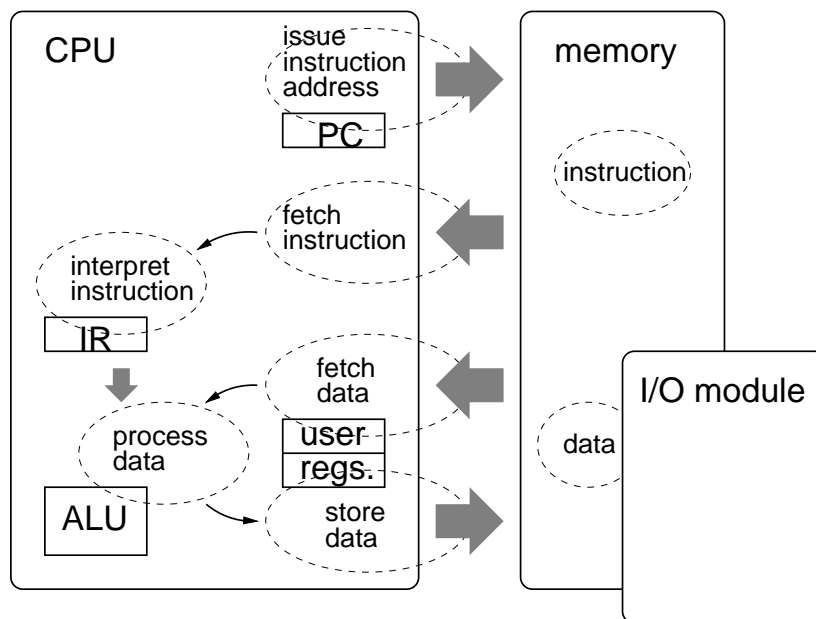 CPU
issue
instruction
address
PC
fetch
instruction
interpret
instruction
IR
fetch
data
process
data
user
regs.
ALU
store
data
memory
instruction
I/O module
data